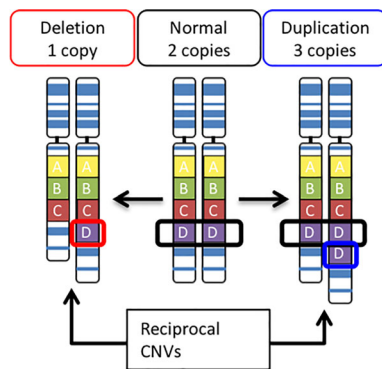 Deletion
1 copy
Normal
2 copies
Duplication
3 copies
A A
B B
C C
D
A A
B B
C C
D D
A A
B B
C C
D D
D
Reciprocal
CNVs